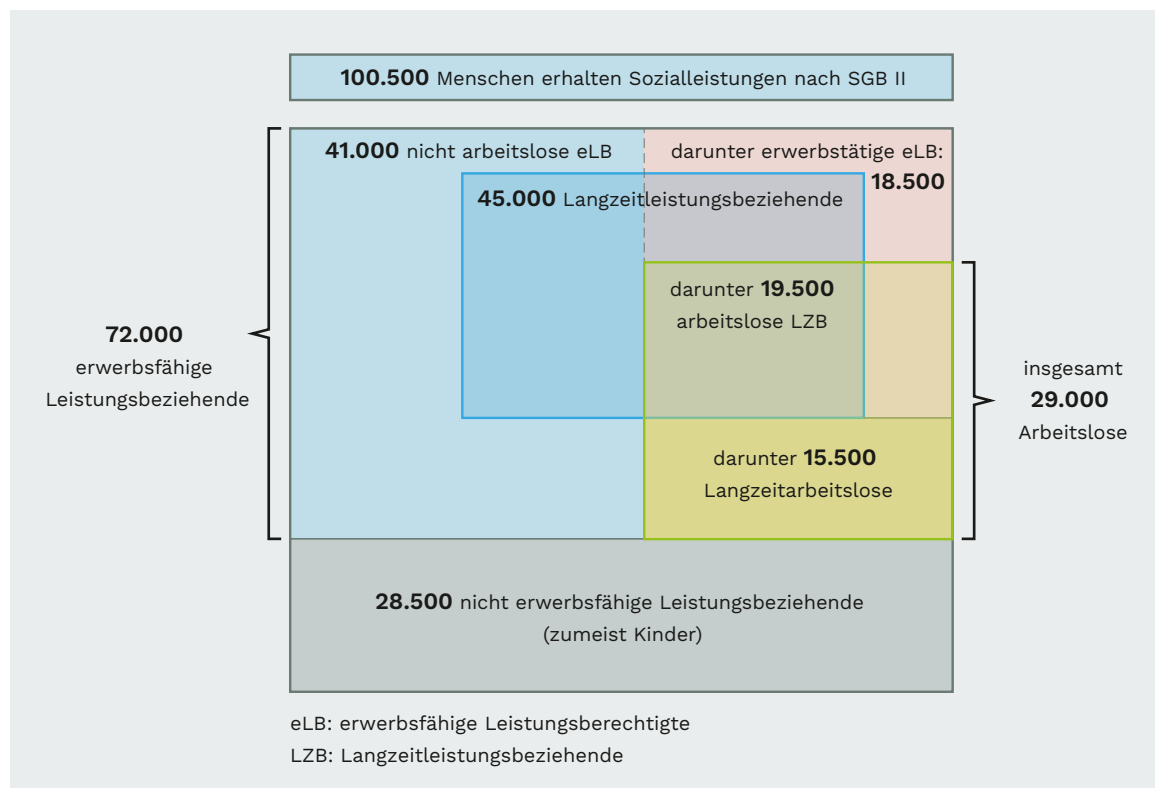 100.500 Menschen erhalten Sozialleistungen nach SGB II
41.000 nicht arbeitslose eLB
darunter erwerbstätige eLB:
18.500
45.000 Langzeitleistungsbeziehende
darunter 19.500
arbeitslose LZB
72.000
erwerbsfähige
Leistungsbeziehende
insgesamt
29.000
Arbeitslose
darunter 15.500
Langzeitarbeitslose
28.500 nicht erwerbsfähige Leistungsbeziehende
(zumeist Kinder)
eLB: erwerbsfähige Leistungsberechtigte
LZB: Langzeitleistungsbeziehende